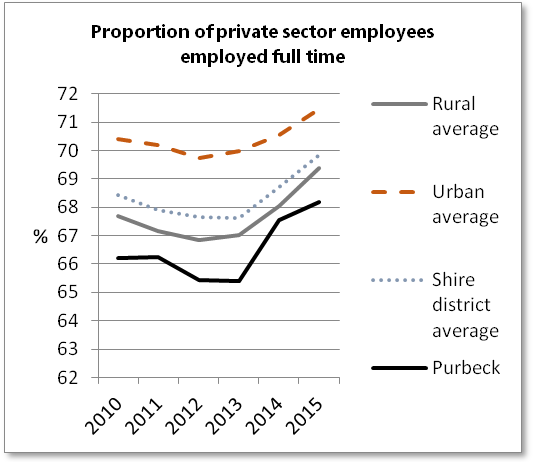 Proportion of private sector employees
employed full time
72
71
70
69
68
67
66
65
64
63
62
%
2010
2011
2012
2013
2014
2015
Rural
average
Urban
average
Shire
district
average
Purbeck